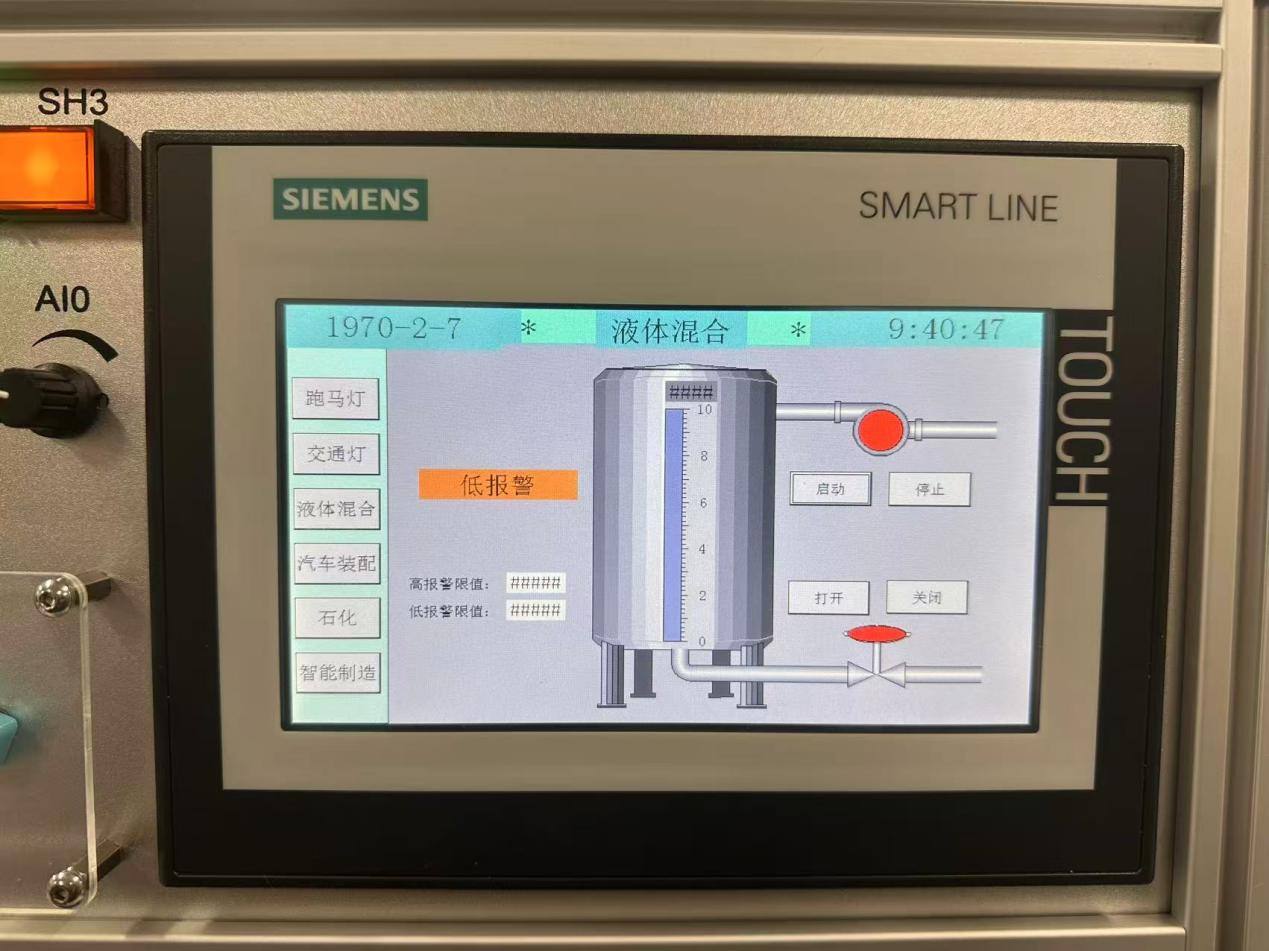 SH3
SIEMENS
SMART LINE
AI0
TOUCH
1970-2-7 * 液体混合 * 9:40:47
跑马灯
交通灯
液体混合
汽车装配
石化
智能制造
低报警
高报警限值: #####
低报警限值: #####
####
10
8
6
4
2
0
启动 停止
打开 关闭